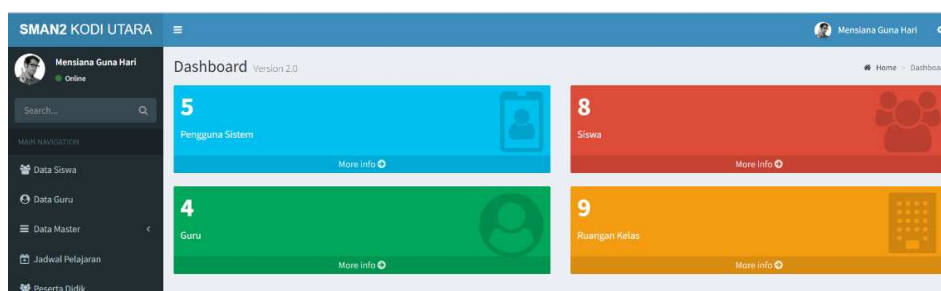 SMAN2 KODI UTARA
Mensiana Guna Hari
Mensiana Guna Hari
Online
Dashboard Version 2.0
Home > Dashboa
Search...
MAIN NAVIGATION
Data Siswa
Data Guru
Data Master
Jadwal Pelajaran
Peserta Didik
5
Pengguna Sistem
More info
8
Siswa
More info
4
Guru
More info
9
Ruangan Kelas
More info